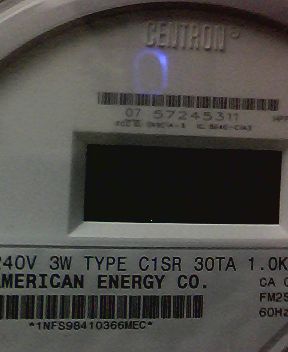 CENTRON®
07 57245311
240V 3W TYPE C1SR 30TA 1.0K
AMERICAN ENERGY CO.
CA
FM2S
60Hz
*1NFS98410366MEC*